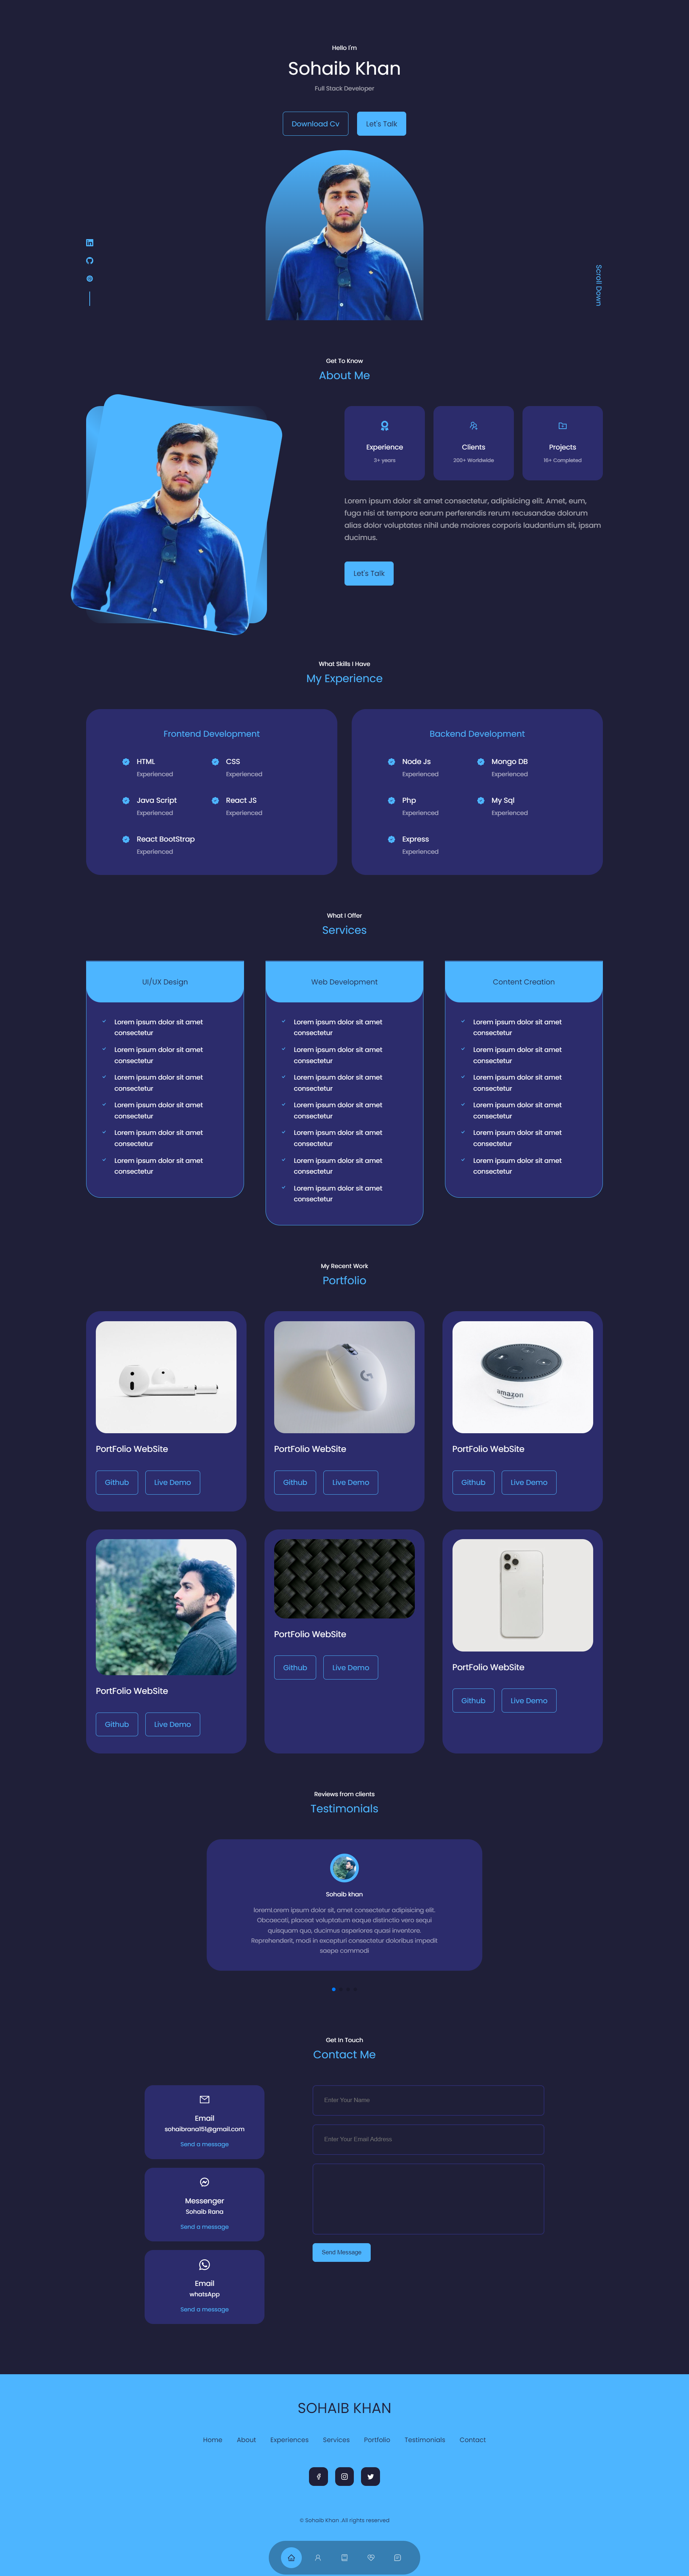 Hello I'm
Sohaib Khan
Full Stack Developer
Download Cv
Let's Talk
Scroll Down
Get To Know
About Me
Experience
3+ years
Clients
200+ Worldwide
Projects
16+ Completed
Lorem ipsum dolor sit amet consectetur, adipisicing elit. Amet, eum,
fuga nisi at tempora earum perferendis rerum recusandae dolorum
alias dolor voluptates nihil unde maiores corporis laudantium sit, ipsam
ducimus.
Let's Talk
What Skills I Have
My Experience
Frontend Development
HTML
Experienced
CSS
Experienced
Java Script
Experienced
React JS
Experienced
React BootStrap
Experienced
Backend Development
Node Js
Experienced
Mongo DB
Experienced
Php
Experienced
My Sql
Experienced
Express
Experienced
What I Offer
Services
UI/UX Design
Lorem ipsum dolor sit amet
consectetur
Lorem ipsum dolor sit amet
consectetur
Lorem ipsum dolor sit amet
consectetur
Lorem ipsum dolor sit amet
consectetur
Lorem ipsum dolor sit amet
consectetur
Lorem ipsum dolor sit amet
consectetur
Web Development
Lorem ipsum dolor sit amet
consectetur
Lorem ipsum dolor sit amet
consectetur
Lorem ipsum dolor sit amet
consectetur
Lorem ipsum dolor sit amet
consectetur
Lorem ipsum dolor sit amet
consectetur
Lorem ipsum dolor sit amet
consectetur
Lorem ipsum dolor sit amet
consectetur
Content Creation
Lorem ipsum dolor sit amet
consectetur
Lorem ipsum dolor sit amet
consectetur
Lorem ipsum dolor sit amet
consectetur
Lorem ipsum dolor sit amet
consectetur
Lorem ipsum dolor sit amet
consectetur
Lorem ipsum dolor sit amet
consectetur
My Recent Work
Portfolio
PortFolio WebSite
Github
Live Demo
PortFolio WebSite
Github
Live Demo
amazon
PortFolio WebSite
Github
Live Demo
PortFolio WebSite
Github
Live Demo
PortFolio WebSite
Github
Live Demo
PortFolio WebSite
Github
Live Demo
Reviews from clients
Testimonials
Sohaib khan
loremLorem ipsum dolor sit, amet consectetur adipisicing elit.
Obcaecati, placeat voluptatum eaque distinctio vero sequi
quisquam quo, ducimus asperiores quasi inventore.
Reprehenderit, modi in excepturi consectetur doloribus impedit
saepe commodi
Get In Touch
Contact Me
Email
sohaibrana151@gmail.com
Send a message
Messenger
Sohaib Rana
Send a message
Email
whatsApp
Send a message
Enter Your Name
Enter Your Email Address
Send Message
SOHAIB KHAN
Home
About
Experiences
Services
Portfolio
Testimonials
Contact
© Sohaib Khan .All rights reserved